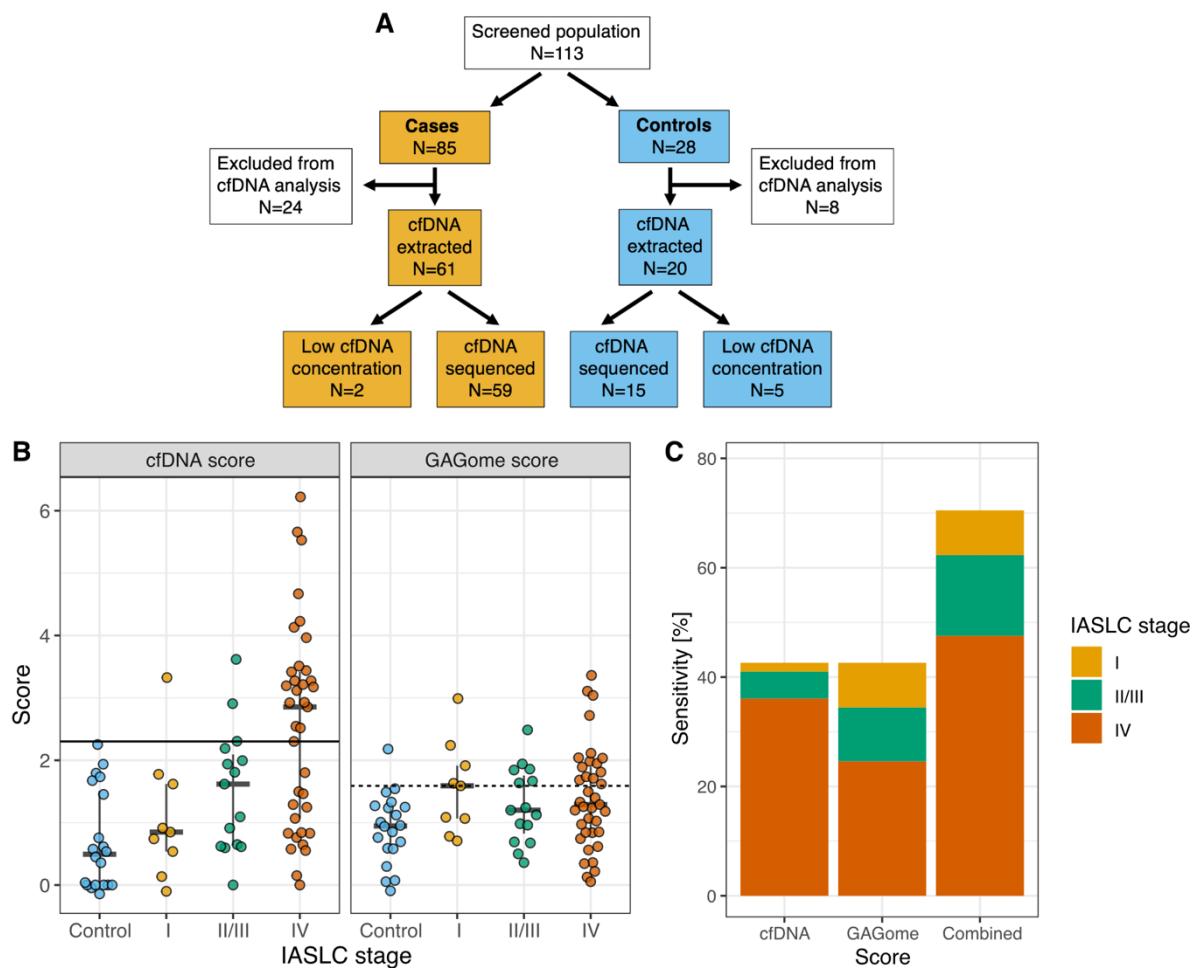 A
Screened population
N=113
Cases
N=85
Controls
N=28
Excluded from
cfDNA analysis
N=24
Excluded from
cfDNA analysis
N=8
cfDNA
extracted
N=61
cfDNA
extracted
N=20
Low cfDNA
concentration
N=2
cfDNA
sequenced
N=59
cfDNA
sequenced
N=15
Low cfDNA
concentration
N=5
B
cfDNA score
GAGome score
Score
6
4
2
0
Control
I
II/III
IV
Control
I
II/III
IV
IASLC stage
C
Sensitivity [%]
80
60
40
20
0
cfDNA
GAGome
Combined
Score
IASLC stage
I
II/III
IV